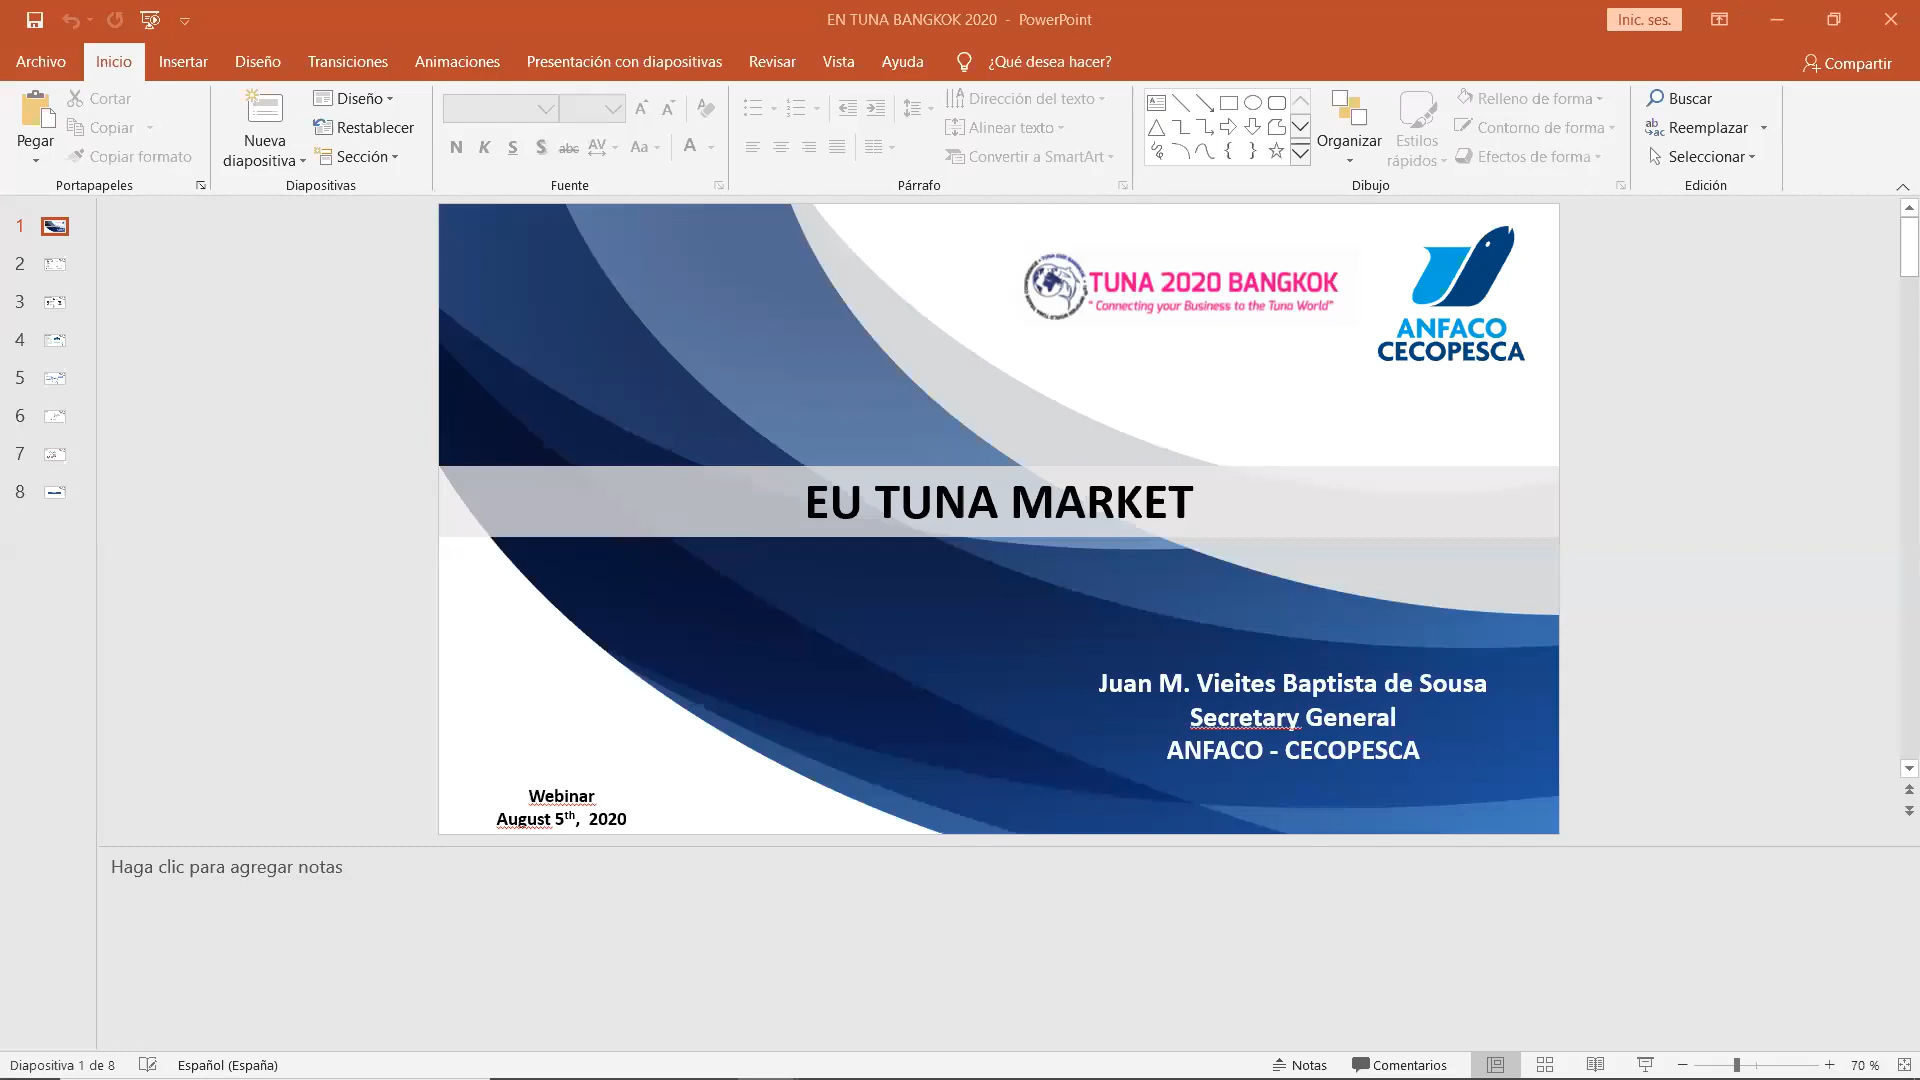 EN TUNA BANGKOK 2020 - PowerPoint
Inic. ses.
Archivo
Inicio
Insertar
Diseño
Transiciones
Animaciones
Presentación con diapositivas
Revisar
Vista
Ayuda
¿Qué desea hacer?
Compartir
Pegar
Cortar
Copiar
Copiar formato
Portapapeles
Nueva
diapositiva
Diseño
Restablecer
Sección
Diapositivas
N K S S abc AV Aa A
Fuente
Dirección del texto
Alinear texto
Convertir a SmartArt
Párrafo
Organizar
Estilos
rápidos
Relleno de forma
Contorno de forma
Efectos de forma
Dibujo
Buscar
Reemplazar
Seleccionar
Edición
1
2
3
4
5
6
7
8
TUNA 2020 BANGKOK
"Connecting your Business to the Tuna World"
ANFACO
CECOPESCA
EU TUNA MARKET
Juan M. Vieites Baptista de Sousa
Secretary General
ANFACO - CECOPESCA
Webinar
August 5th, 2020
Haga clic para agregar notas
Diapositiva 1 de 8
Español (España)
Notas
Comentarios
70 %